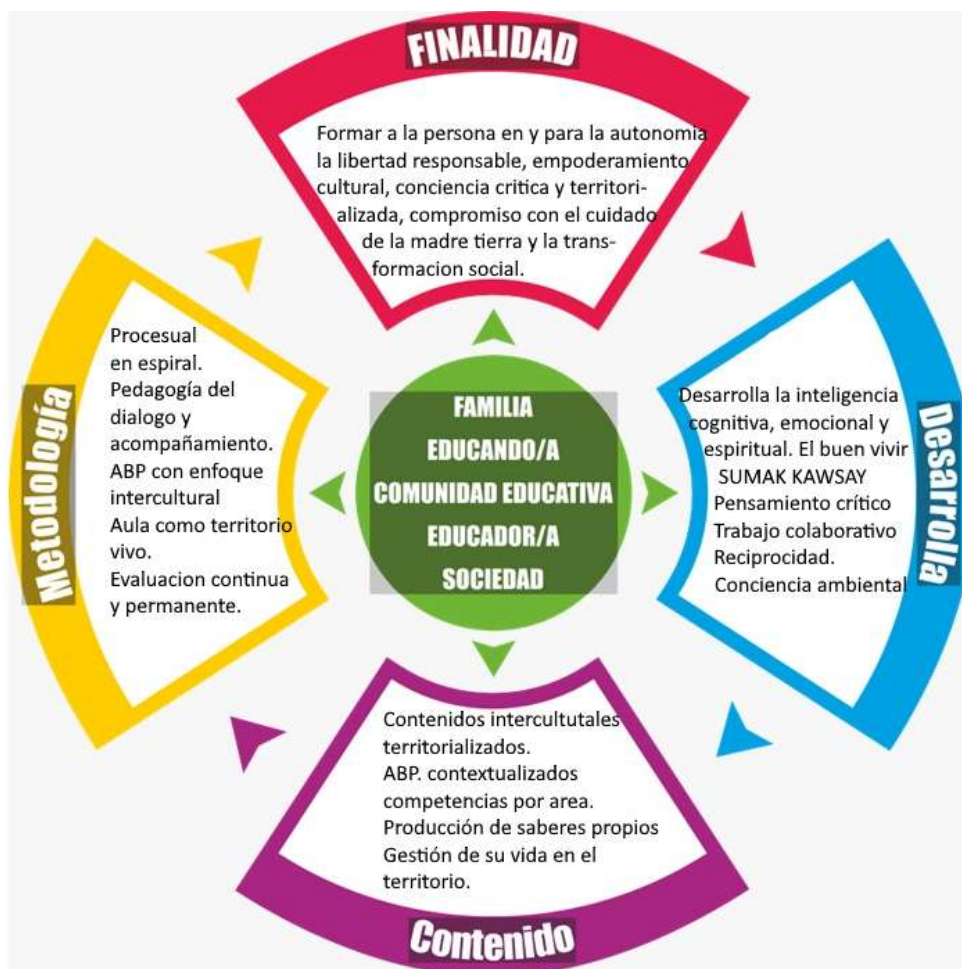 FINALIDAD
Formar a la persona en y para la autonomia
la libertad responsable, empoderamiento
cultural, conciencia critica y territori-
alizada, compromiso con el cuidado
de la madre tierra y la trans-
formacion social.
Metodología
Procesual
en espiral.
Pedagogía del
dialogo y
acompañamiento.
ABP con enfoque
intercultural
Aula como territorio
vivo.
Evaluacion continua
y permanente.
FAMILIA
EDUCANDO/A
COMUNIDAD EDUCATIVA
EDUCADOR/A
SOCIEDAD
Desarrolla la inteligencia
cognitiva, emocional y
espiritual. El buen vivir
SUMAK KAWSAY
Pensamiento crítico
Trabajo colaborativo
Reciprocidad.
Conciencia ambiental
Desarrolla
Contenidos intercultutales
territorializados.
ABP. contextualizados
competencias por area.
Producción de saberes propios
Gestión de su vida en el
territorio.
Contenido